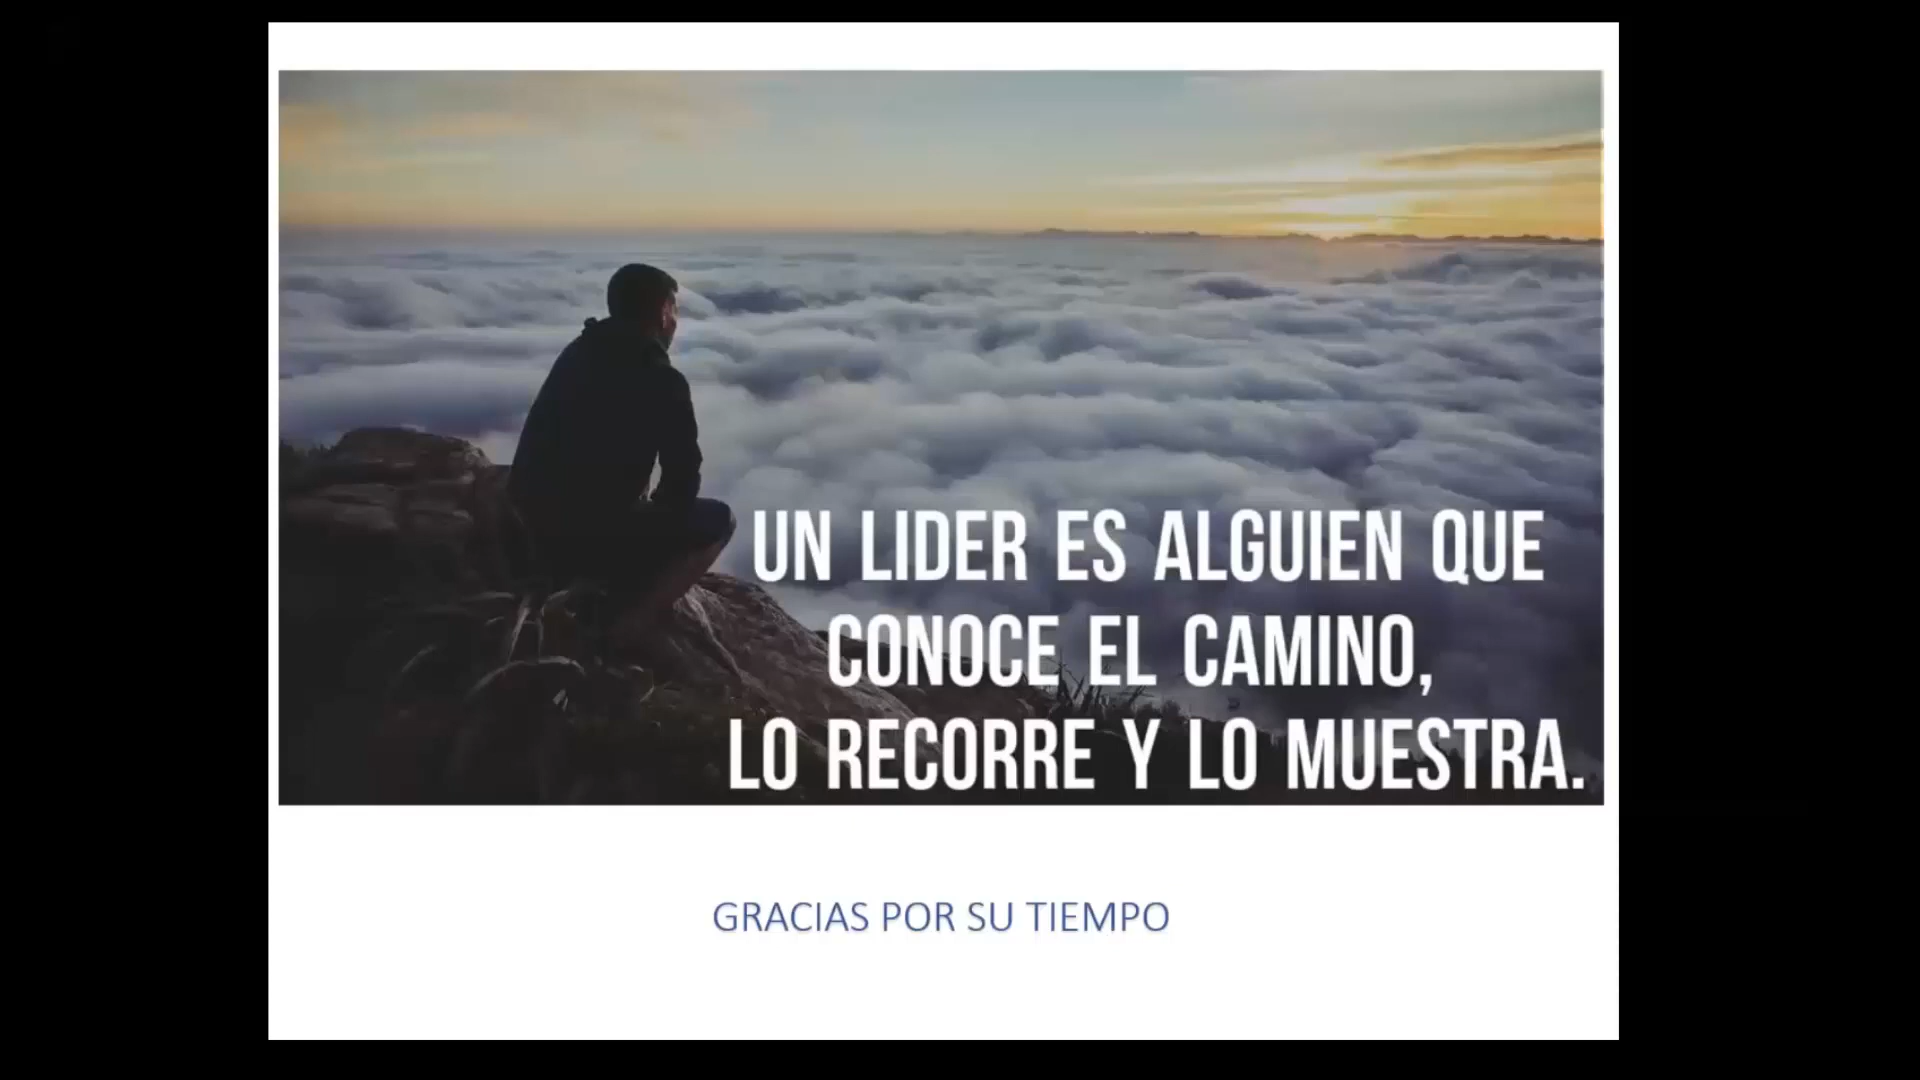 UN LIDER ES ALGUIEN QUE
CONOCE EL CAMINO,
LO RECORRE Y LO MUESTRA.
GRACIAS POR SU TIEMPO